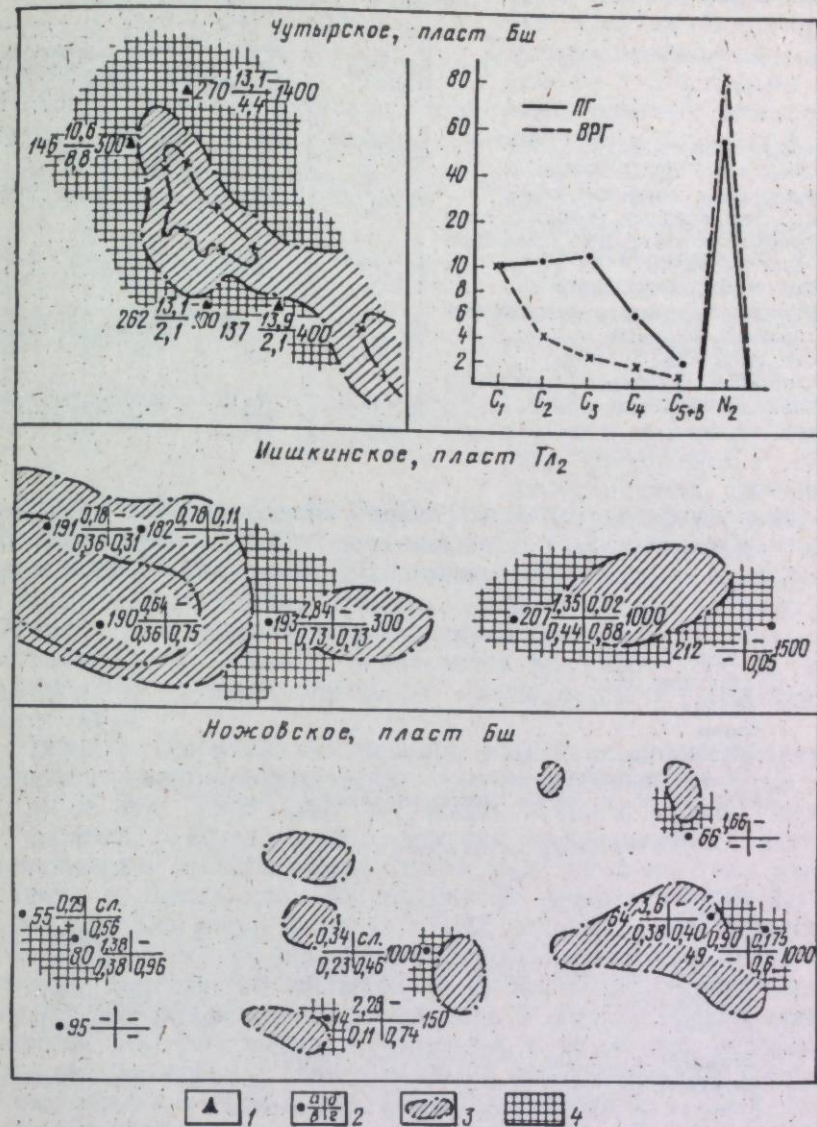 Чутырское, пласт Бш
270 13,1 – 1400
4,4
146 10,6 300
8,8
262 13,1 300
2,1
137 13,9 400
2,1
80
60
40
20
10
8
6
4
2
ПГ
ВРГ
C1 C2 C3 C4 C5+В N2
Мишкинское, пласт Тл2
191 0,78 –
0,36 0,31
182 0,78 0,11
– –
190 0,64 –
0,36 0,75
193 2,84 – 300
0,73 0,73
207 1,35 0,02 1000
0,44 0,88
212 – – 1500
– 0,05
Ножовское, пласт Бш
66 1,66 –
– –
55 0,29 сл.
– 0,56
80 1,38 –
0,38 0,96
95 – –
– –
0,34 сл. 1000
0,23 0,46
14 2,28 – 150
0,11 0,74
64 3,6 –
0,38 0,40
49 0,90 0,175 1000
– 0,6
1 2 а д в г 3 4